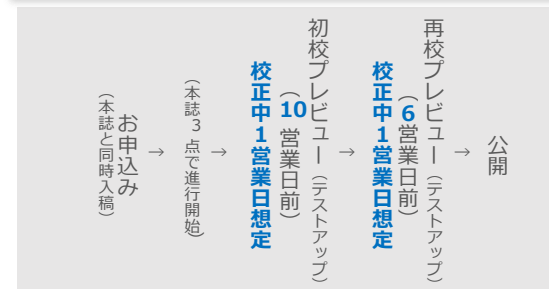 お申込み
（本誌と同時入稿）
→
（本誌3点で進行開始）
→
初校プレビュー（テストアップ）
（10営業日前）
校正中1営業日想定
→
再校プレビュー（テストアップ）
（6営業日前）
校正中1営業日想定
→
公開